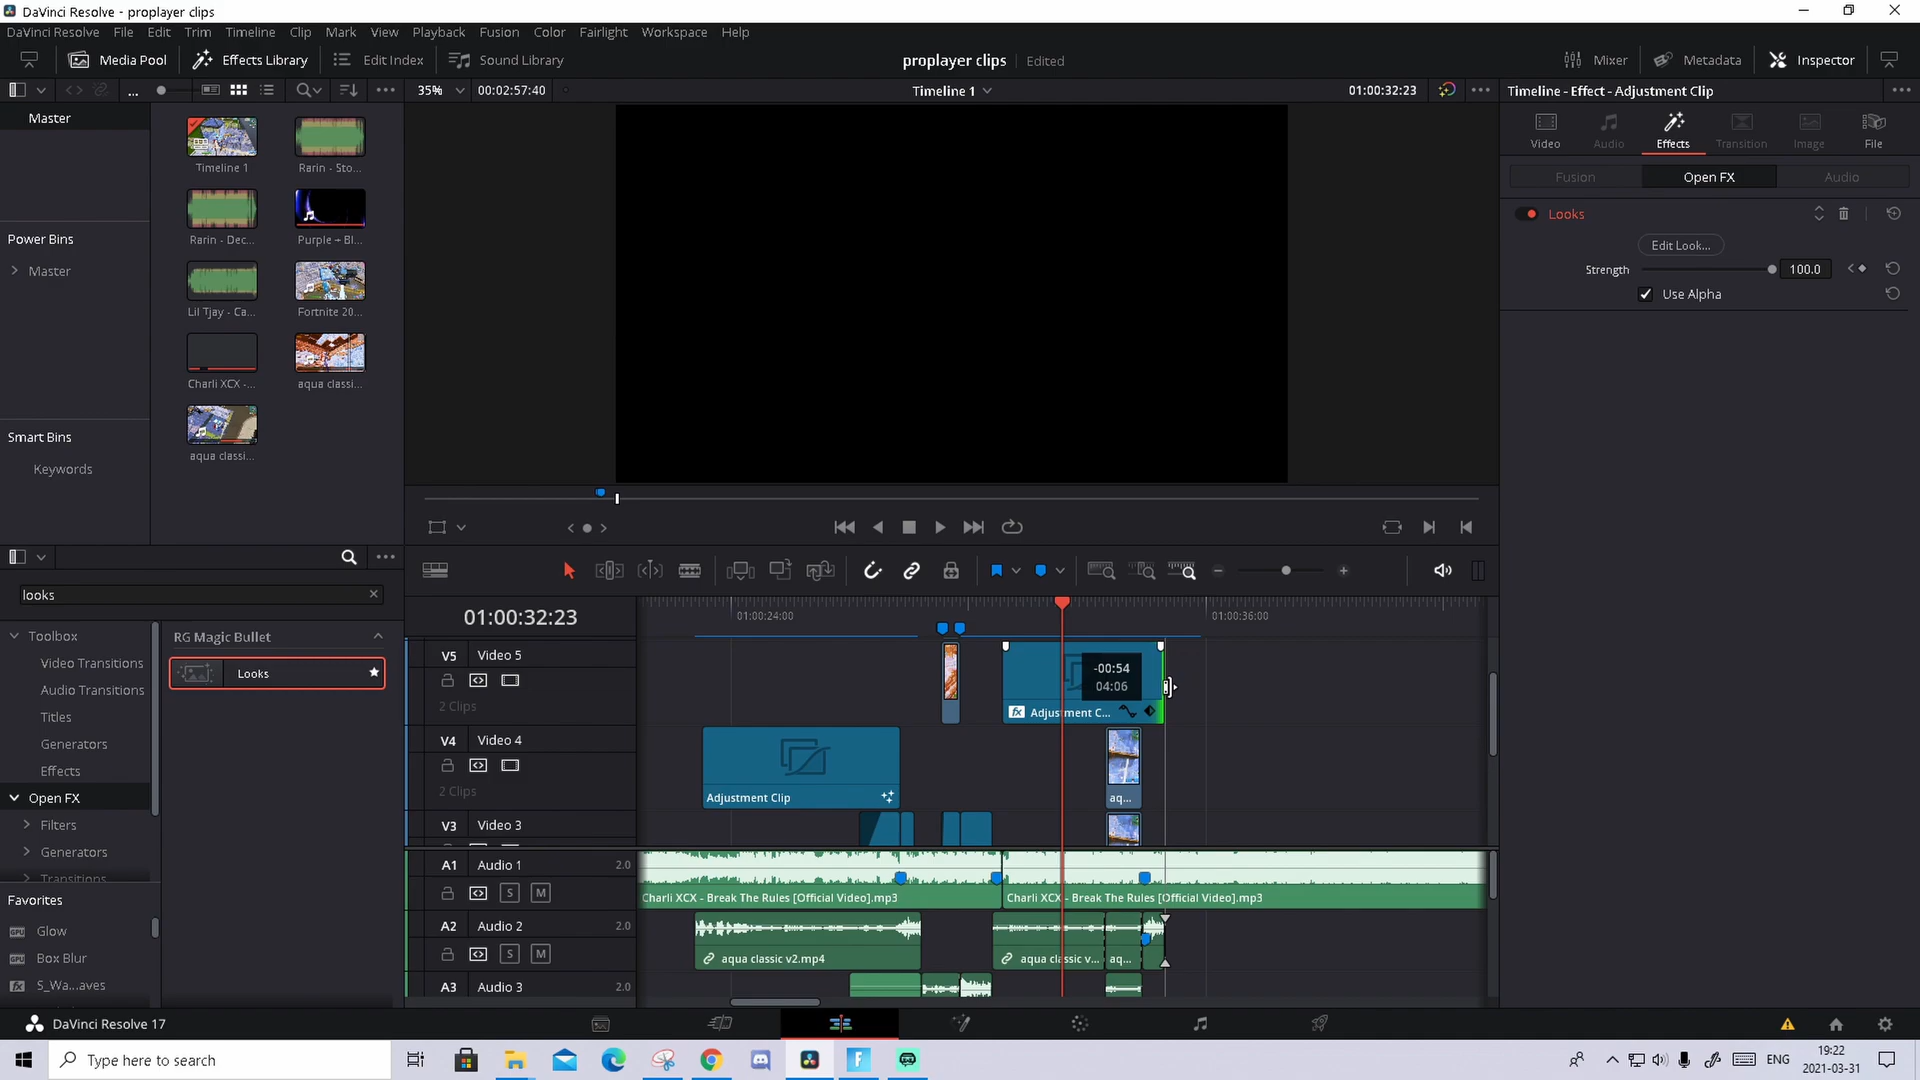 DaVinci Resolve - proplayer clips
DaVinci Resolve File Edit Trim Timeline Clip Mark View Playback Fusion Color Fairlight Workspace Help
Media Pool Effects Library Edit Index Sound Library proplayer clips Edited Mixer Metadata Inspector
... 35% 00:02:57:40 Timeline 1 01:00:32:23 Timeline - Effect - Adjustment Clip
Master
Video Audio Effects Transition Image File
Timeline 1 Rarin - Sto...
Fusion Open FX Audio
Looks
Power Bins
Rarin - Dec... Purple + Bl...
Edit Look...
Master
Strength 100.0
Use Alpha
Lil Tjay - Ca... Fortnite 20...
Charli XCX -... aqua classi...
Smart Bins
aqua classi...
Keywords
looks
01:00:32:23
01:00:24:00 01:00:36:00
Toolbox
RG Magic Bullet
Video Transitions
Looks
Audio Transitions
Titles
Generators
Effects
Open FX
Filters
Generators
Transitions
V5 Video 5
2 Clips
-00:54
04:06
fx Adjustment C...
V4 Video 4
2 Clips
Adjustment Clip
aq...
V3 Video 3
A1 Audio 1 2.0
S M
Charli XCX - Break The Rules [Official Video].mp3 Charli XCX - Break The Rules [Official Video].mp3
Favorites
A2 Audio 2 2.0
Glow
S M
aqua classic v2.mp4 aqua classic v... aq...
Box Blur
S_Wa...aves
A3 Audio 3 2.0
DaVinci Resolve 17
Type here to search
ENG
19:22
2021-03-31